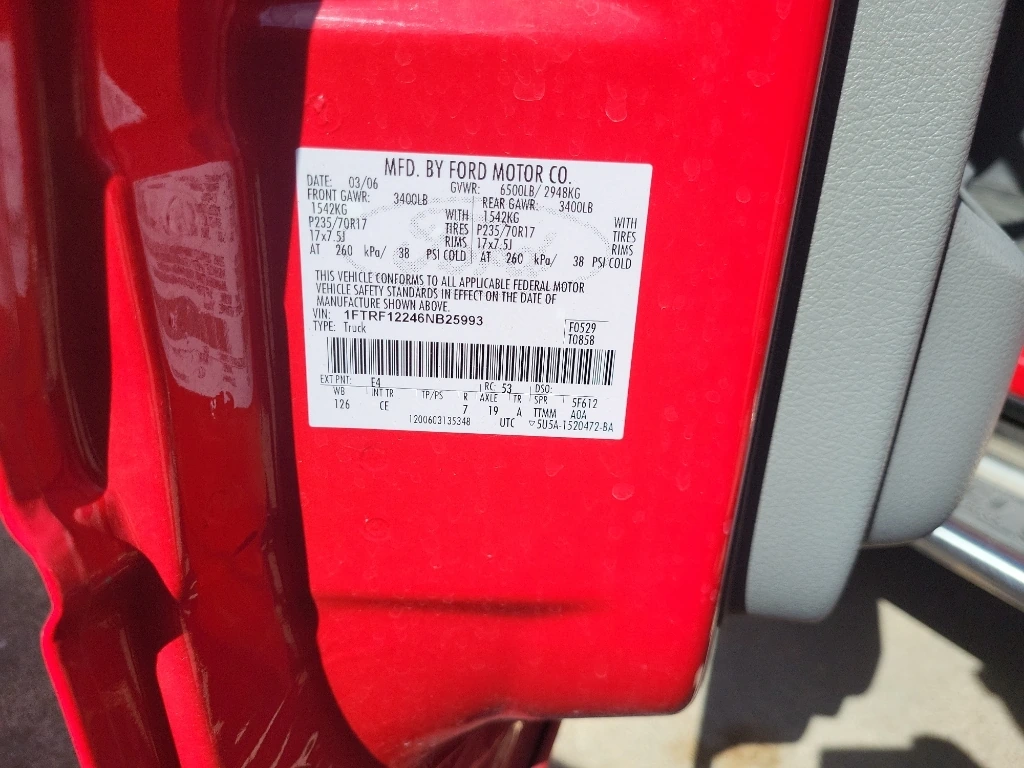 MFD. BY FORD MOTOR CO.
DATE: 03/06 GVWR: 6500LB/ 2948KG
FRONT GAWR: 3400LB REAR GAWR: 3400LB
1542KG WITH 1542KG WITH
P235/70R17 TIRES P235/70R17 TIRES
17x7.5J RIMS 17x7.5J RIMS
AT 260 kPa/ 38 PSI COLD AT 260 kPa/ 38 PSI COLD
THIS VEHICLE CONFORMS TO ALL APPLICABLE FEDERAL MOTOR
VEHICLE SAFETY STANDARDS IN EFFECT ON THE DATE OF
MANUFACTURE SHOWN ABOVE.
VIN: 1FTRF12246NB25993 F0529
TYPE: Truck T0858
EXT PNT: E4 RC: 53 DSO:
WB INT TR TP/PS R AXLE TR SPR 5F612
126 CE 7 19 A TTMM A0A
1200603135348 UTC ▽5U5A-1520472-BA